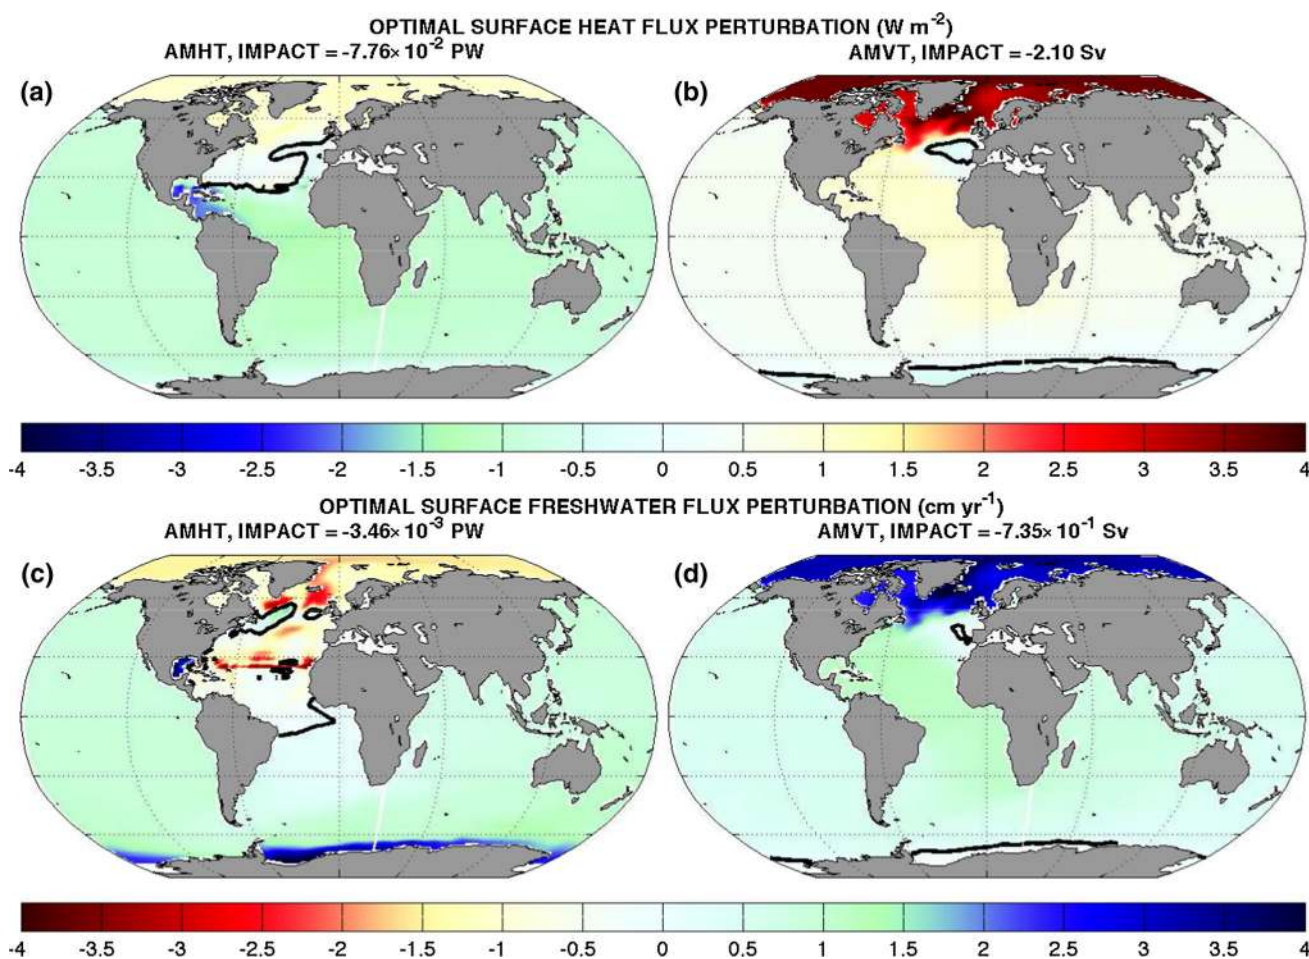 OPTIMAL SURFACE HEAT FLUX PERTURBATION (W m⁻²)
AMHT, IMPACT = -7.76× 10⁻² PW
AMVT, IMPACT = -2.10 Sv
(a)
(b)
-4 -3.5 -3 -2.5 -2 -1.5 -1 -0.5 0 0.5 1 1.5 2 2.5 3 3.5 4
OPTIMAL SURFACE FRESHWATER FLUX PERTURBATION (cm yr⁻¹)
AMHT, IMPACT = -3.46× 10⁻³ PW
AMVT, IMPACT = -7.35× 10⁻¹ Sv
(c)
(d)
-4 -3.5 -3 -2.5 -2 -1.5 -1 -0.5 0 0.5 1 1.5 2 2.5 3 3.5 4